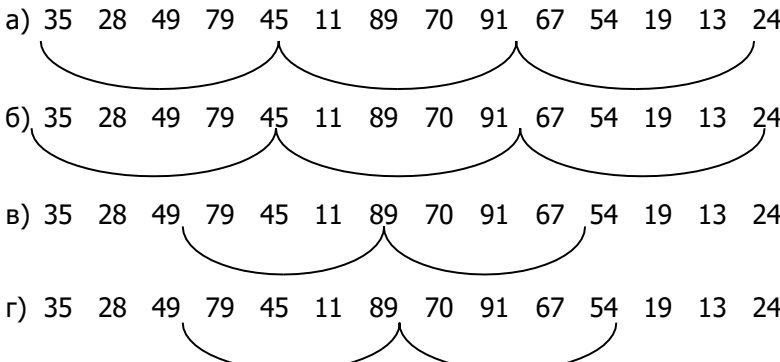 а) 35 28 49 79 45 11 89 70 91 67 54 19 13 24
б) 35 28 49 79 45 11 89 70 91 67 54 19 13 24
в) 35 28 49 79 45 11 89 70 91 67 54 19 13 24
г) 35 28 49 79 45 11 89 70 91 67 54 19 13 24